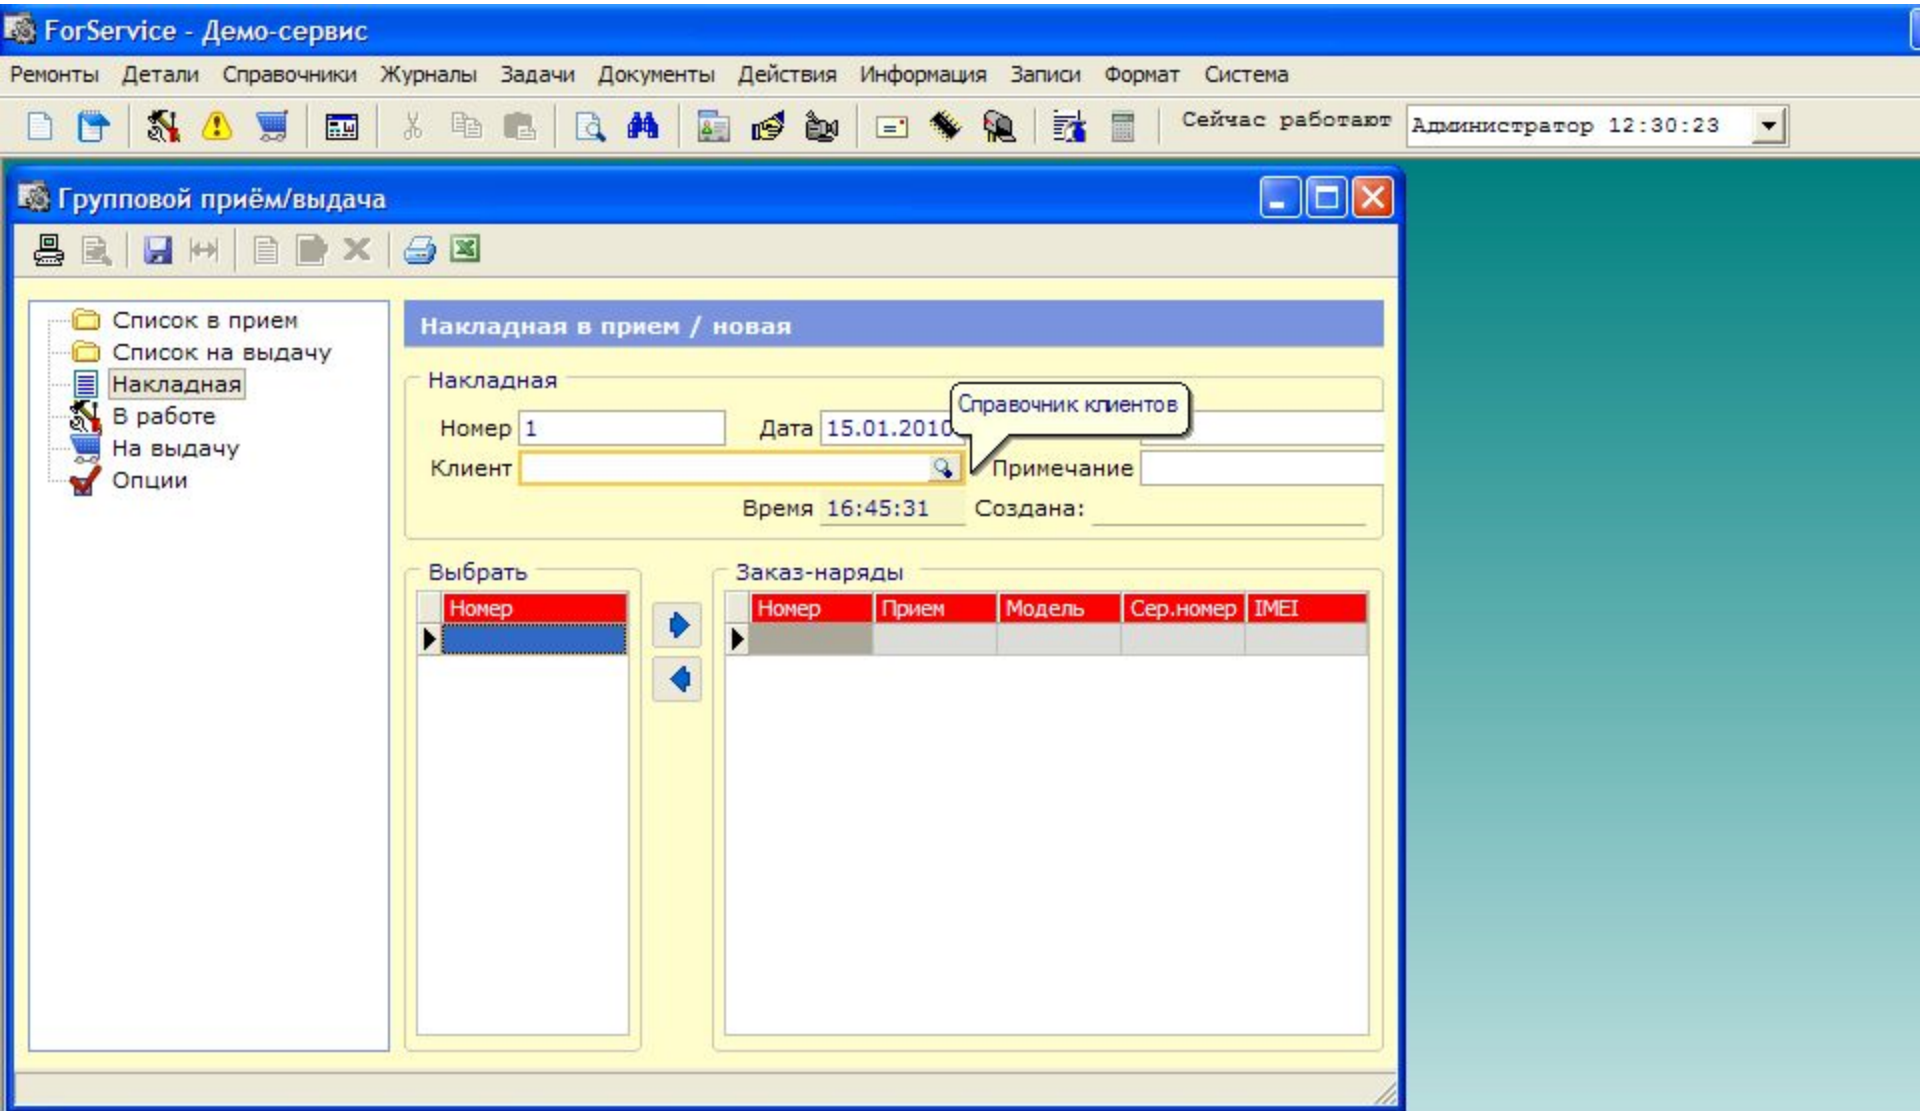 ForService - Демо-сервис
Ремонты Детали Справочники Журналы Задачи Документы Действия Информация Записи Формат Система
Сейчас работают Администратор 12:30:23
Групповой приём/выдача
Список в прием
Список на выдачу
Накладная
В работе
На выдачу
Опции
Накладная в прием / новая
Накладная
Справочник клиентов
Номер 1 Дата 15.01.2010
Клиент Примечание
Время 16:45:31 Создана:
Выбрать
Номер
Заказ-наряды
Номер Прием Модель Сер.номер IMEI